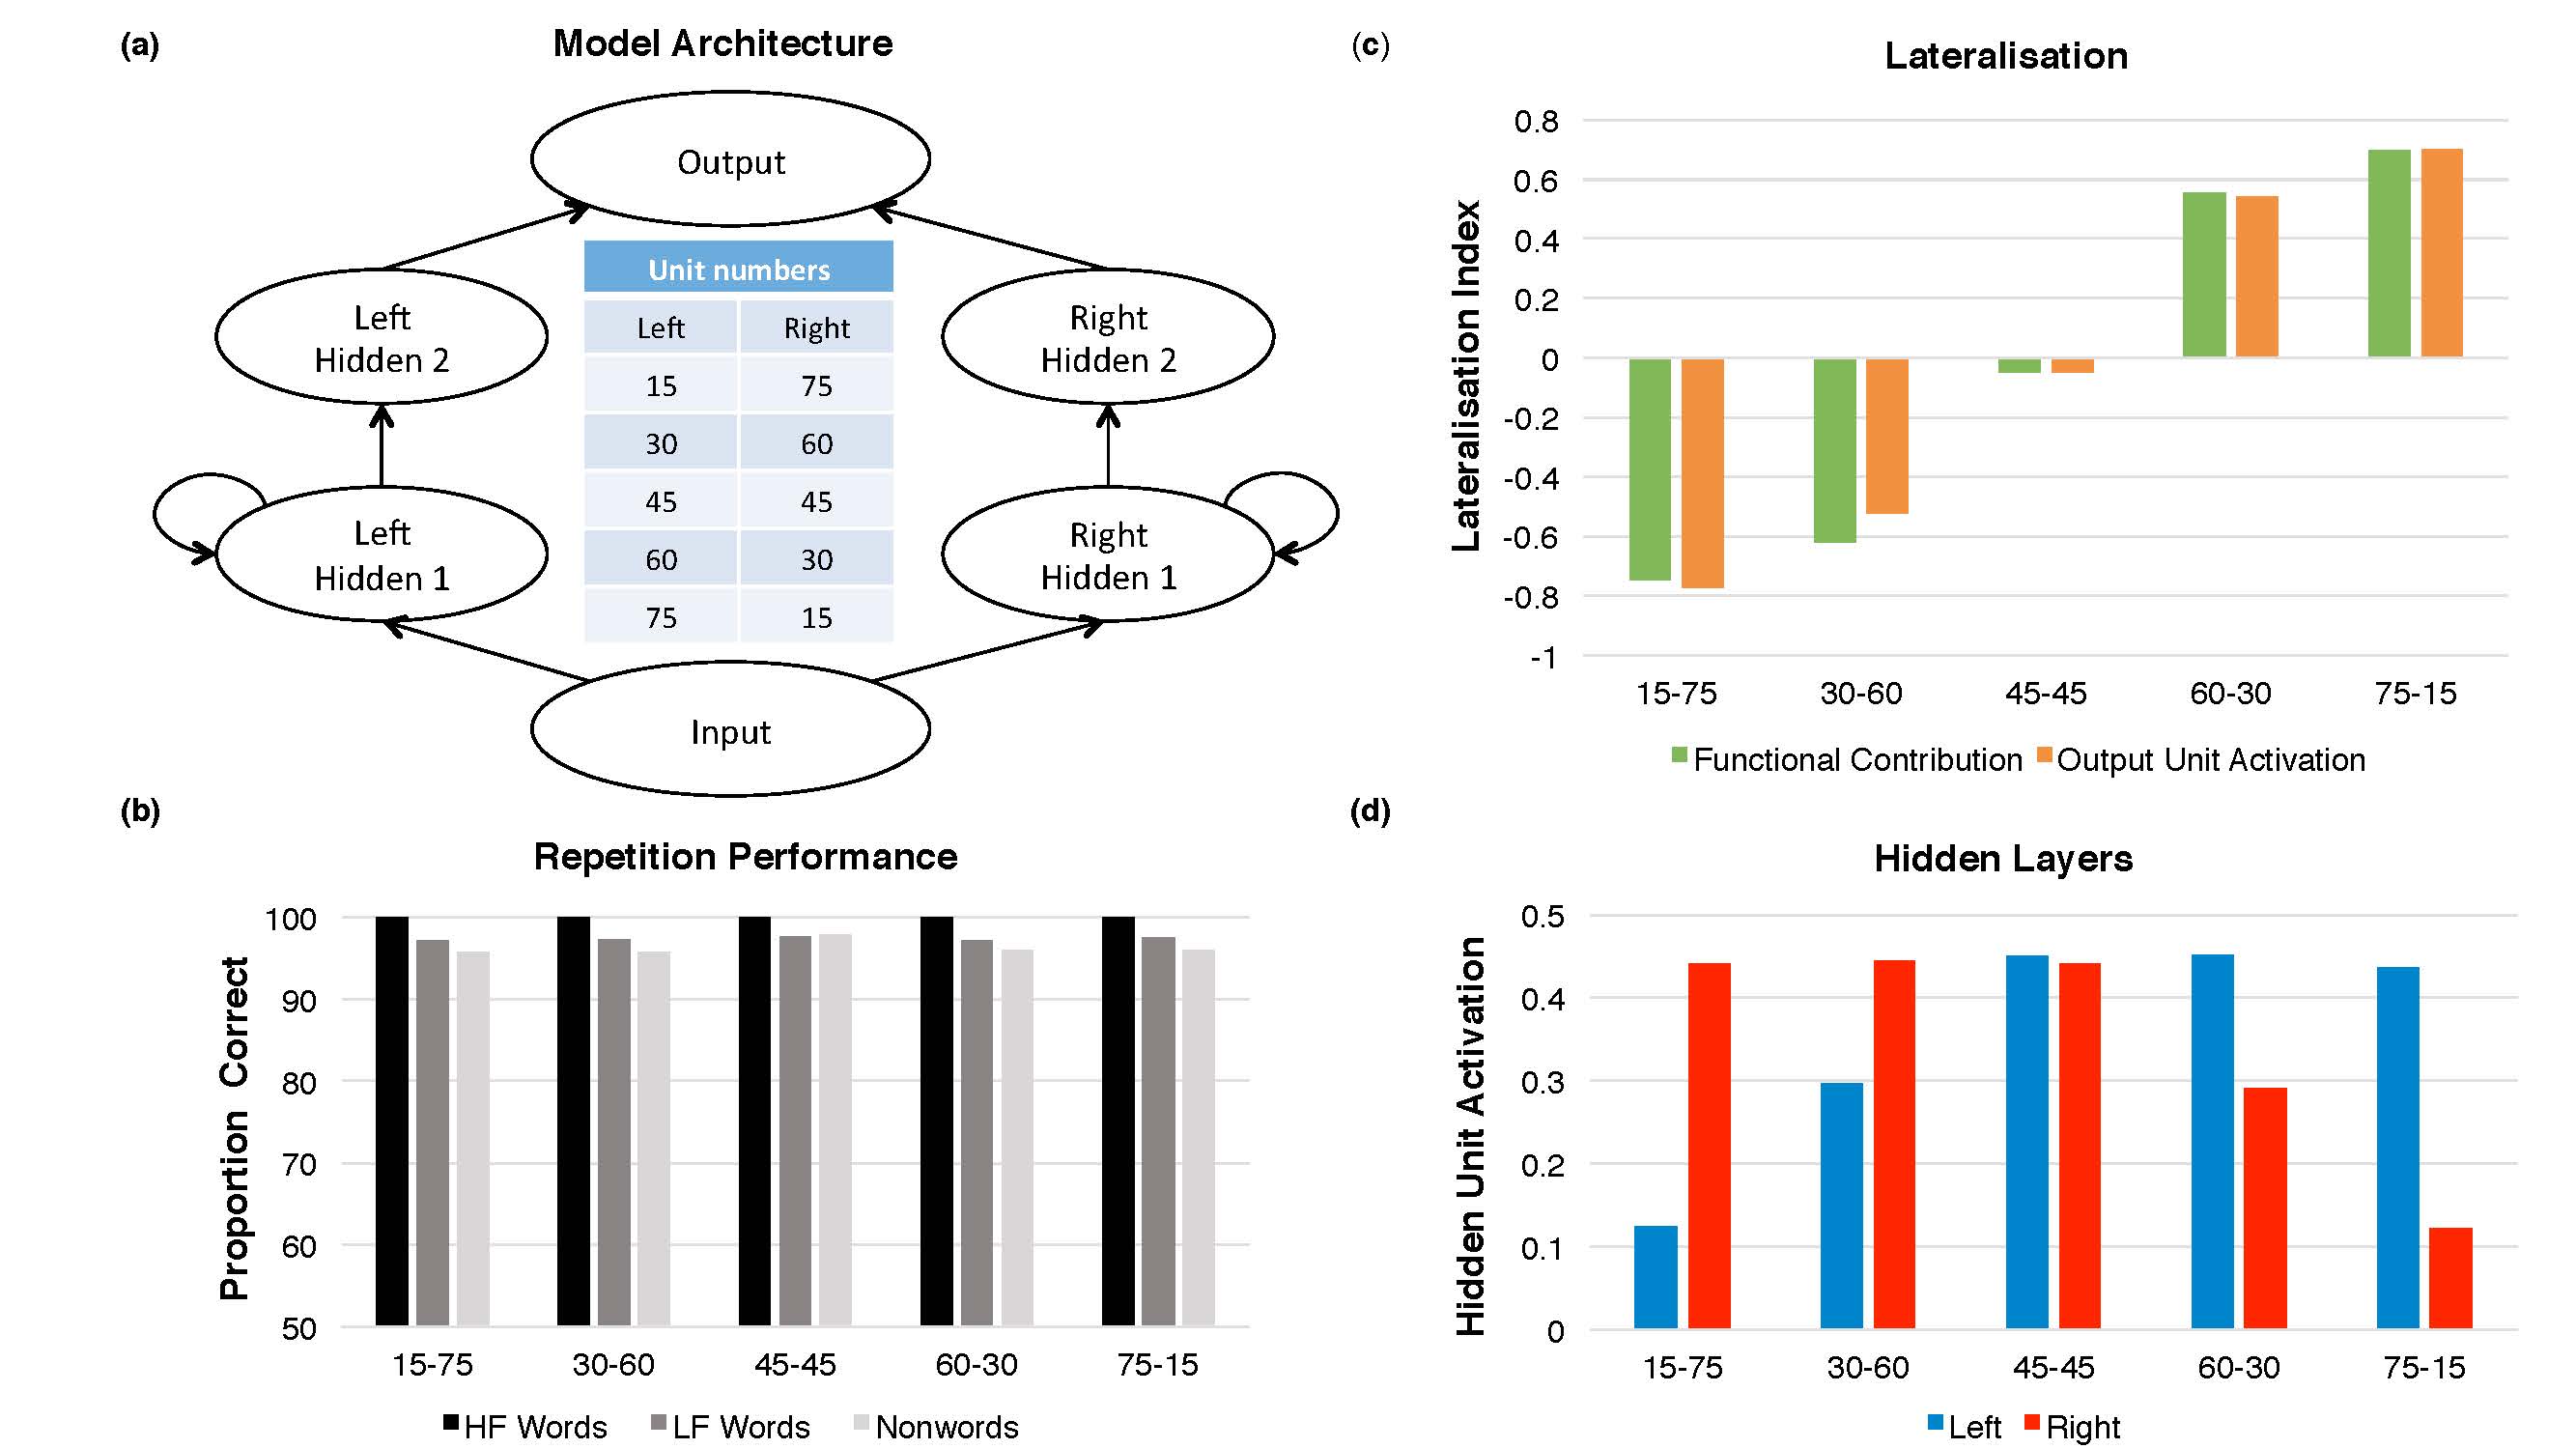 (a)
Model Architecture
Output
Left
Hidden 2
Right
Hidden 2
Unit numbers
Left Right
15 75
30 60
45 45
60 30
75 15
Left
Hidden 1
Right
Hidden 1
Input
(b)
Repetition Performance
Proportion Correct
100
90
80
70
60
50
15-75 30-60 45-45 60-30 75-15
HF Words LF Words Nonwords
(c)
Lateralisation
Lateralisation Index
0.8
0.6
0.4
0.2
0
-0.2
-0.4
-0.6
-0.8
-1
15-75 30-60 45-45 60-30 75-15
Functional Contribution Output Unit Activation
(d)
Hidden Layers
Hidden Unit Activation
0.5
0.4
0.3
0.2
0.1
0
15-75 30-60 45-45 60-30 75-15
Left Right